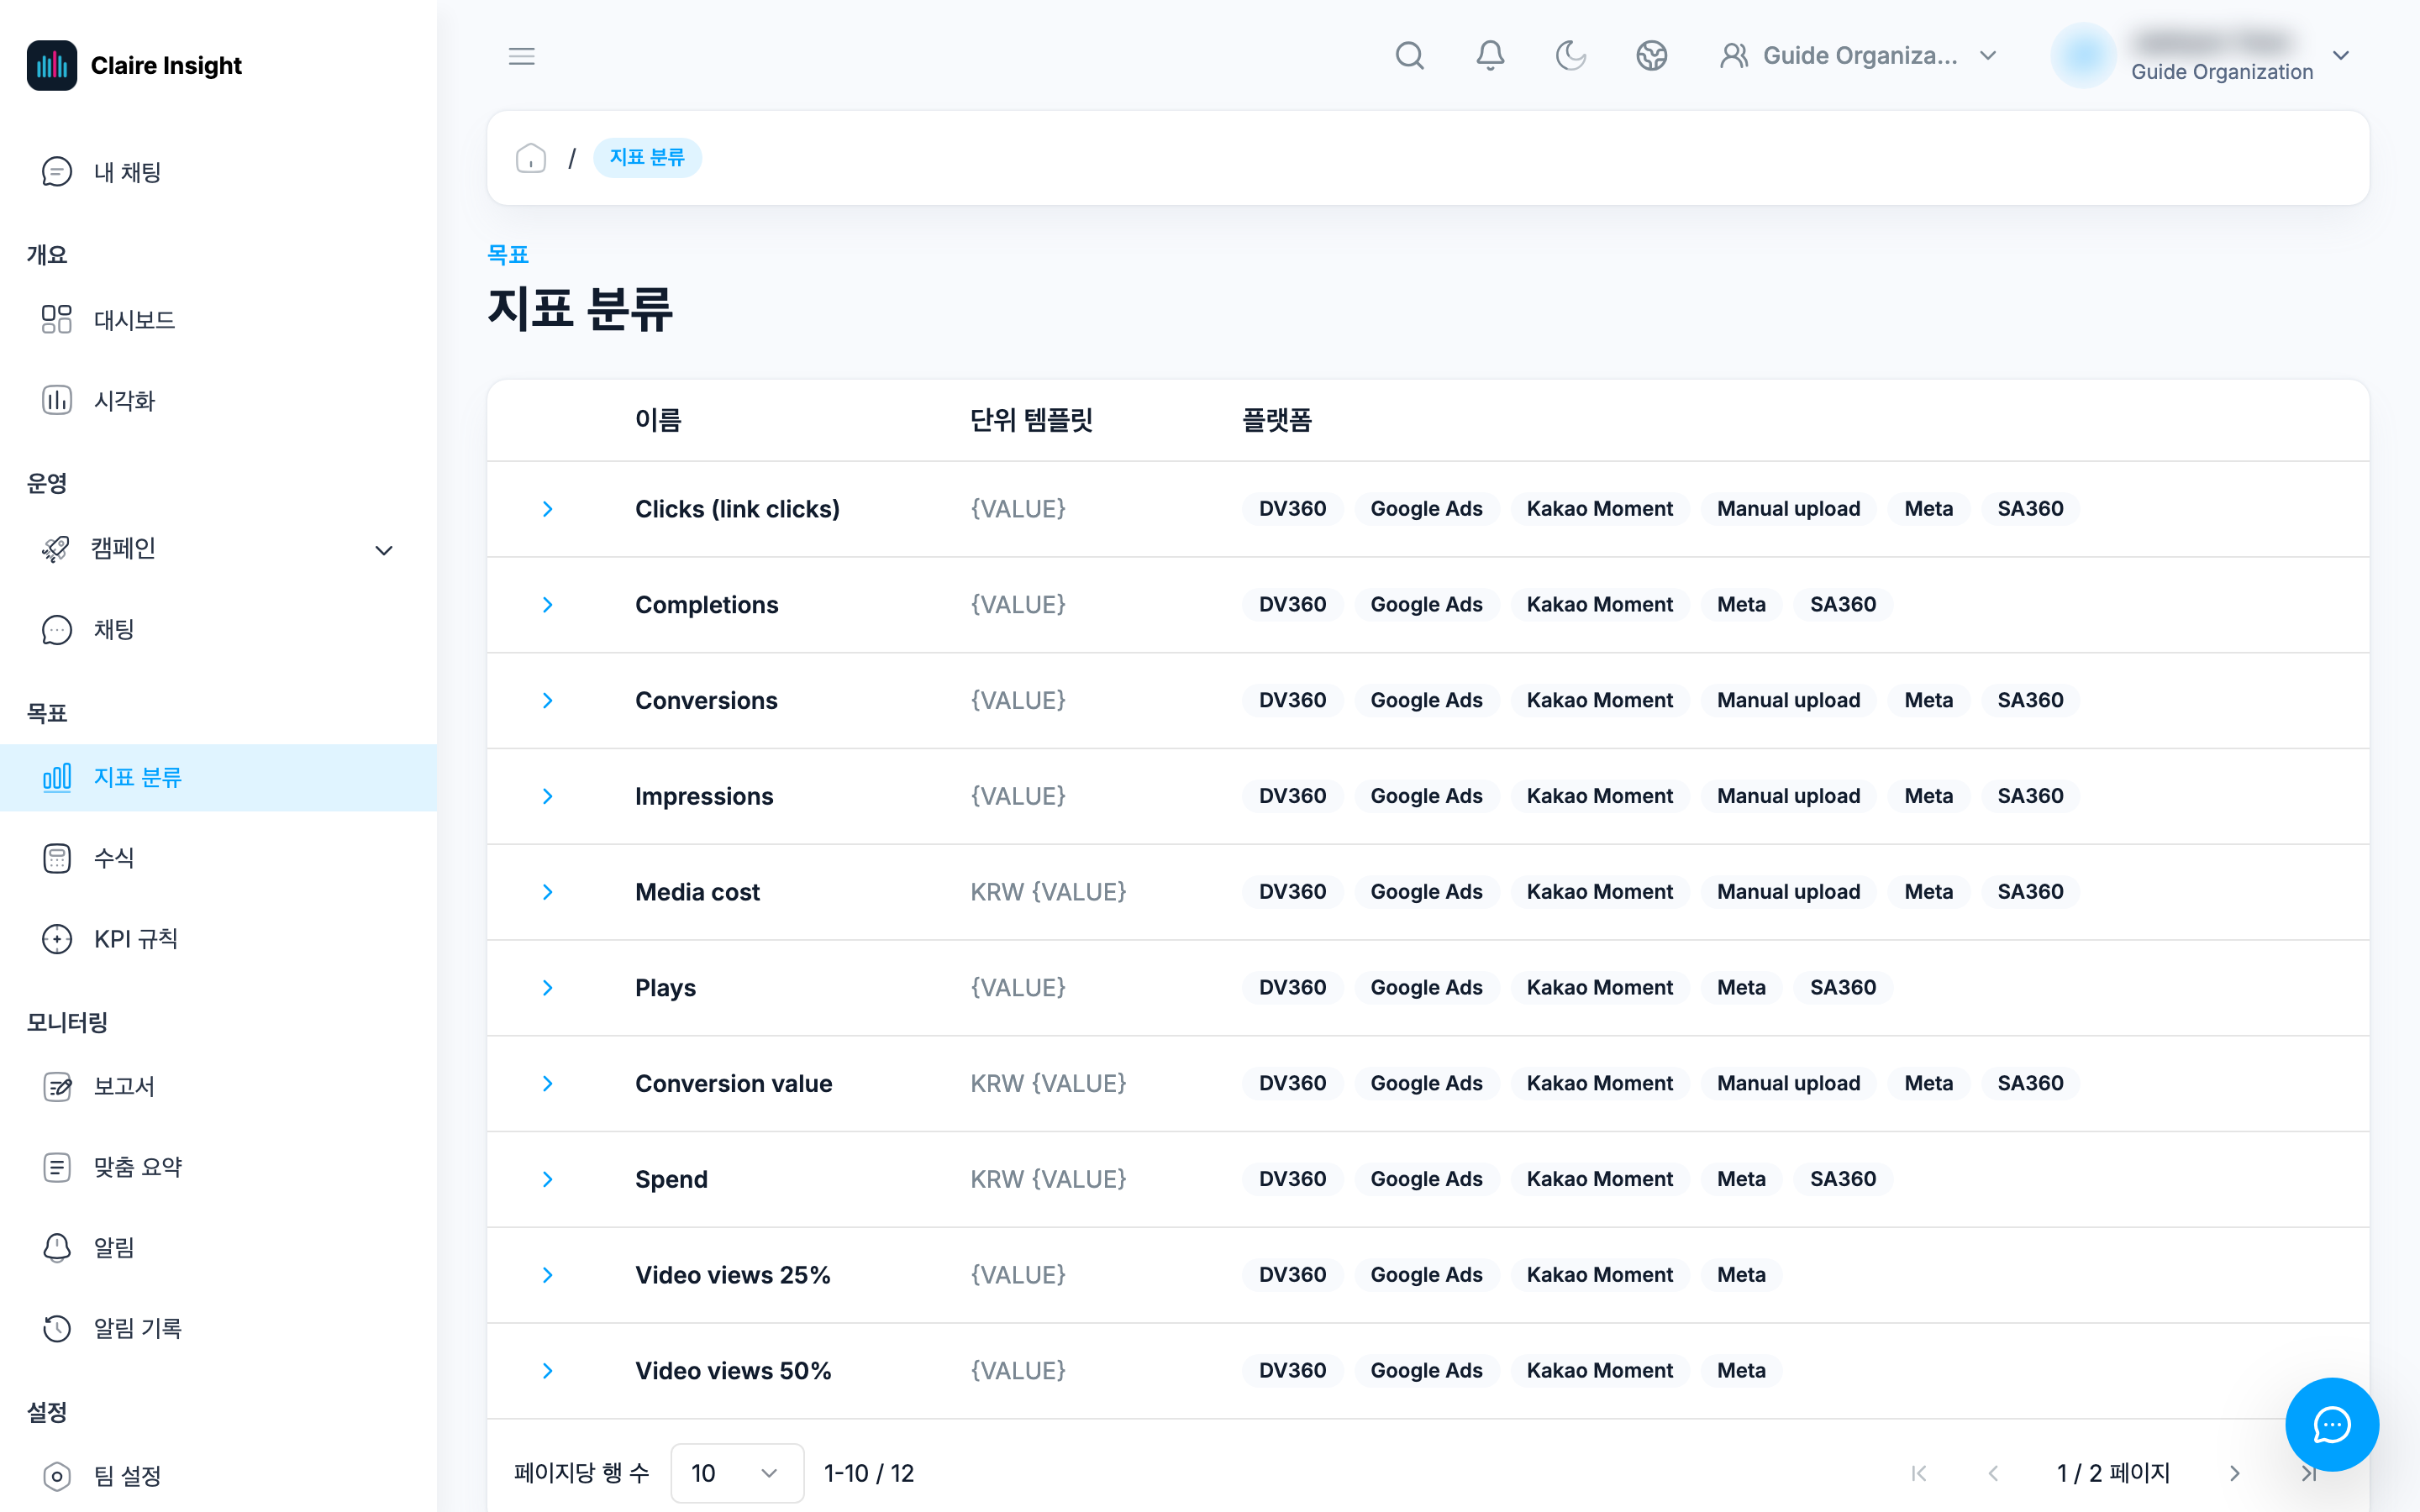 Claire Insight
내 채팅
개요
대시보드
시각화
운영
캠페인
채팅
목표
지표 분류
수식
KPI 규칙
모니터링
보고서
맞춤 요약
알림
알림 기록
설정
팀 설정
Guide Organiza...
Guide Organization
/ 지표 분류
목표
지표 분류
이름 단위 템플릿 플랫폼
Clicks (link clicks) {VALUE} DV360 Google Ads Kakao Moment Manual upload Meta SA360
Completions {VALUE} DV360 Google Ads Kakao Moment Meta SA360
Conversions {VALUE} DV360 Google Ads Kakao Moment Manual upload Meta SA360
Impressions {VALUE} DV360 Google Ads Kakao Moment Manual upload Meta SA360
Media cost KRW {VALUE} DV360 Google Ads Kakao Moment Manual upload Meta SA360
Plays {VALUE} DV360 Google Ads Kakao Moment Meta SA360
Conversion value KRW {VALUE} DV360 Google Ads Kakao Moment Manual upload Meta SA360
Spend KRW {VALUE} DV360 Google Ads Kakao Moment Meta SA360
Video views 25% {VALUE} DV360 Google Ads Kakao Moment Meta
Video views 50% {VALUE} DV360 Google Ads Kakao Moment Meta
페이지당 행 수 10 1-10 / 12 1 / 2 페이지